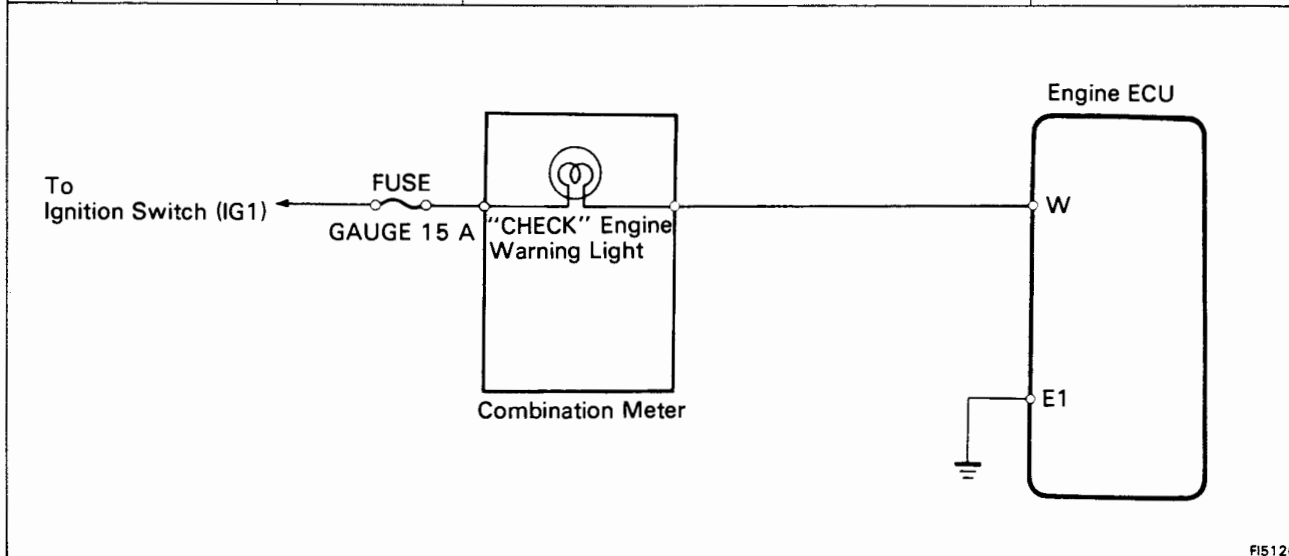 Engine ECU
To
Ignition Switch (IG1)
FUSE
GAUGE 15 A
"CHECK" Engine
Warning Light
W
Combination Meter
E1